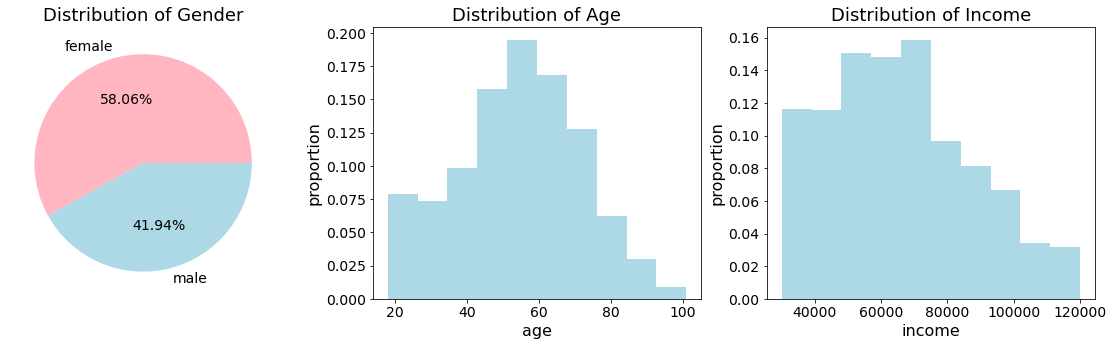 Distribution of Gender
female
58.06%
41.94%
male
Distribution of Age
0.200
0.175
0.150
0.125
0.100
0.075
0.050
0.025
0.000
proportion
20 40 60 80 100
age
Distribution of Income
0.16
0.14
0.12
0.10
0.08
0.06
0.04
0.02
0.00
proportion
40000 60000 80000 100000 120000
income